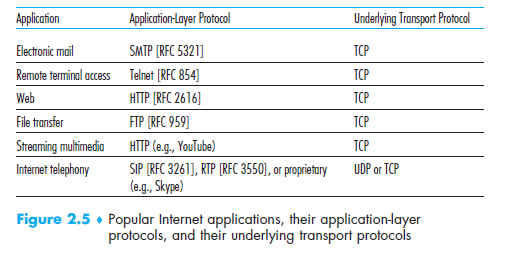 Application Application-Layer Protocol Underlying Transport Protocol
Electronic mail SMTP [RFC 5321] TCP
Remote terminal access Telnet [RFC 854] TCP
Web HTTP [RFC 2616] TCP
File transfer FTP [RFC 959] TCP
Streaming multimedia HTTP (e.g., YouTube) TCP
Internet telephony SIP [RFC 3261], RTP [RFC 3550], or proprietary UDP or TCP
(e.g., Skype)
Figure 2.5 ♦ Popular Internet applications, their application-layer
protocols, and their underlying transport protocols